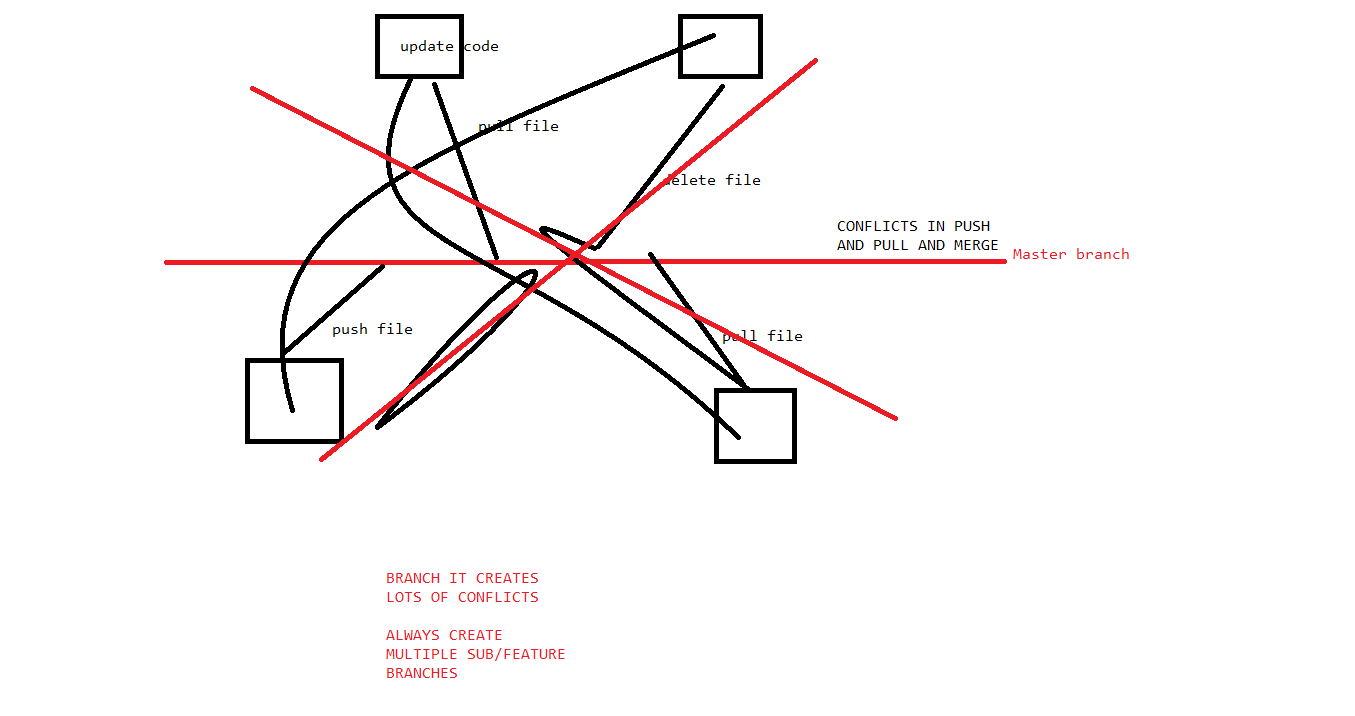 update code
pull file
delete file
CONFLICTS IN PUSH
AND PULL AND MERGE
Master branch
push file
pull file
BRANCH IT CREATES
LOTS OF CONFLICTS
ALWAYS CREATE
MULTIPLE SUB/FEATURE
BRANCHES